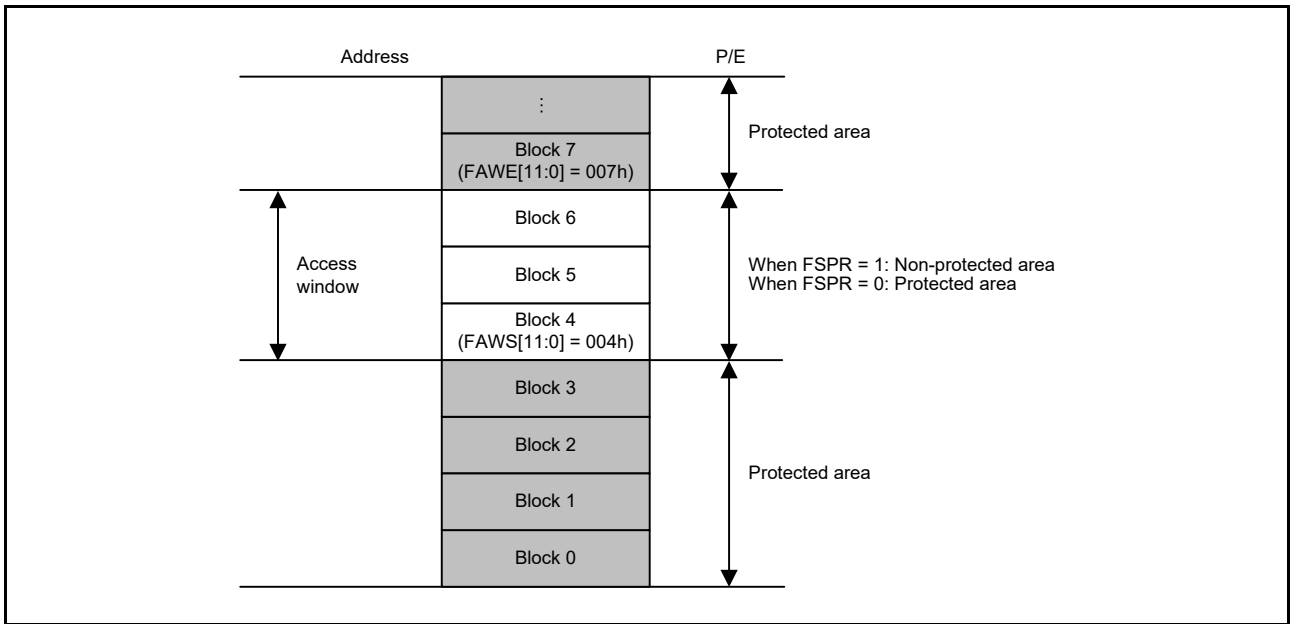 Address
P/E
⋮
Protected area
Block 7
(FAWE[11:0] = 007h)
Block 6
Access
window
Block 5
When FSPR = 1: Non-protected area
When FSPR = 0: Protected area
Block 4
(FAWS[11:0] = 004h)
Block 3
Block 2
Protected area
Block 1
Block 0